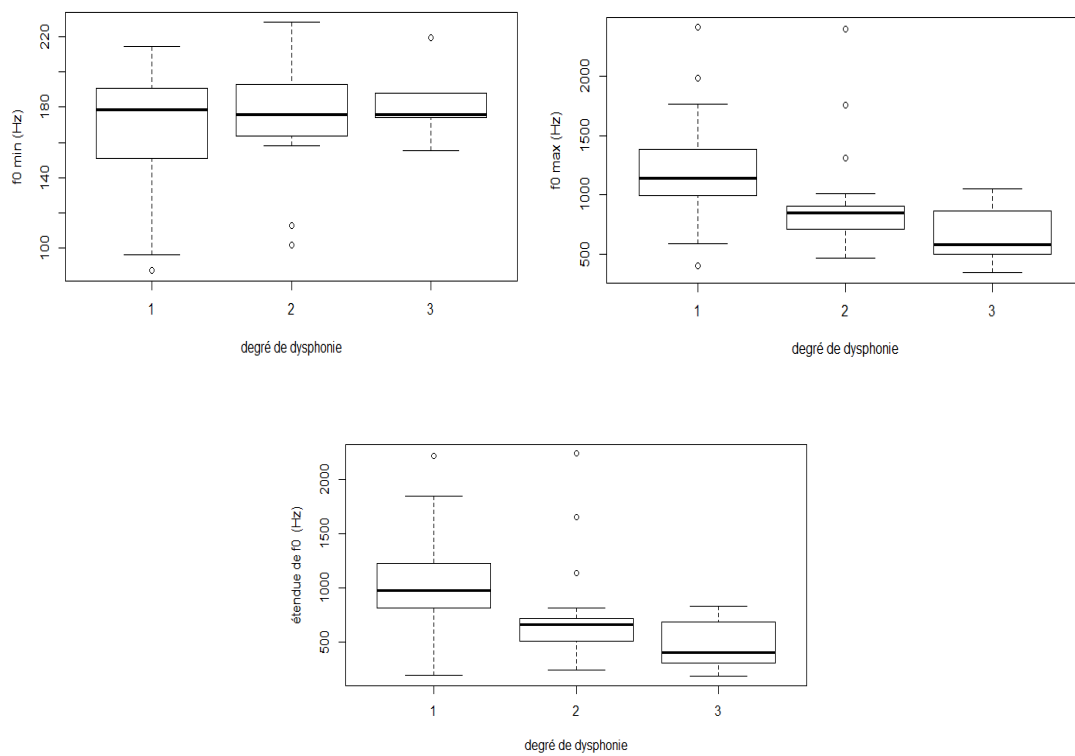 f0 min (Hz)
220
180
140
100
1 2 3
degré de dysphonie
f0 max (Hz)
2000
1500
1000
500
1 2 3
degré de dysphonie
étendue de f0 (Hz)
2000
1500
1000
500
1 2 3
degré de dysphonie